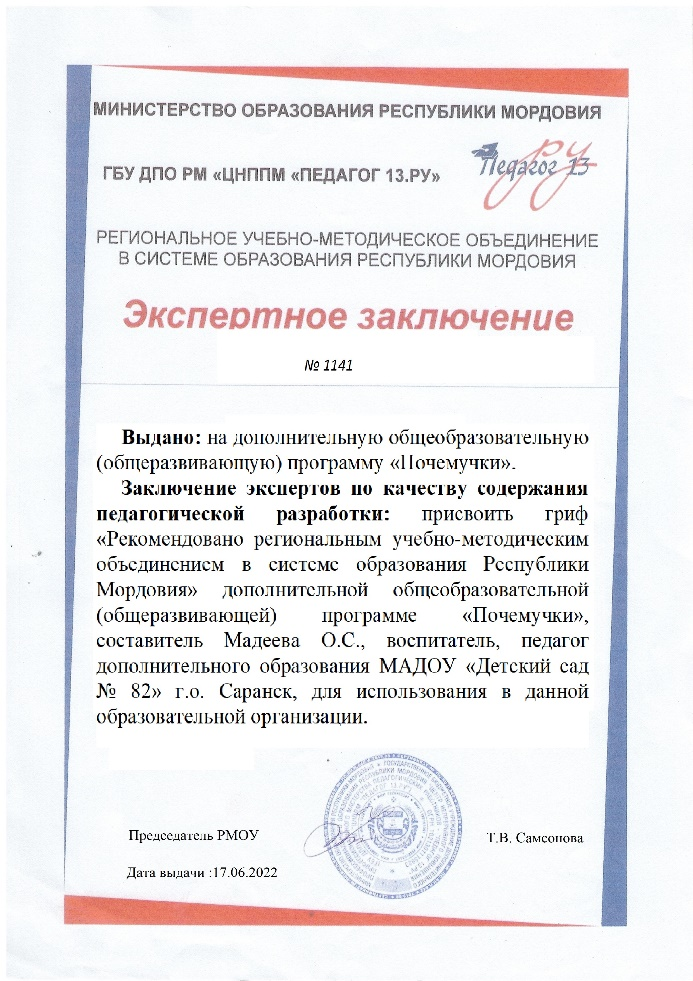 МИНИСТЕРСТВО ОБРАЗОВАНИЯ РЕСПУБЛИКИ МОРДОВИЯ
ГБУ ДПО РМ «ЦНППМ «ПЕДАГОГ 13.РУ»
Педагог 13
РУ
РЕГИОНАЛЬНОЕ УЧЕБНО-МЕТОДИЧЕСКОЕ ОБЪЕДИНЕНИЕ
В СИСТЕМЕ ОБРАЗОВАНИЯ РЕСПУБЛИКИ МОРДОВИЯ
Экспертное заключение
№ 1141
Выдано: на дополнительную общеобразовательную
(общеразвивающую) программу «Почемучки».
Заключение экспертов по качеству содержания
педагогической разработки: присвоить гриф
«Рекомендовано региональным учебно-методическим
объединением в системе образования Республики
Мордовия» дополнительной общеобразовательной
(общеразвивающей) программе «Почемучки»,
составитель Мадеева О.С., воспитатель, педагог
дополнительного образования МАДОУ «Детский сад
№ 82» г.о. Саранск, для использования в данной
образовательной организации.
Председатель РМОУ
Т.В. Самсонова
Дата выдачи :17.06.2022